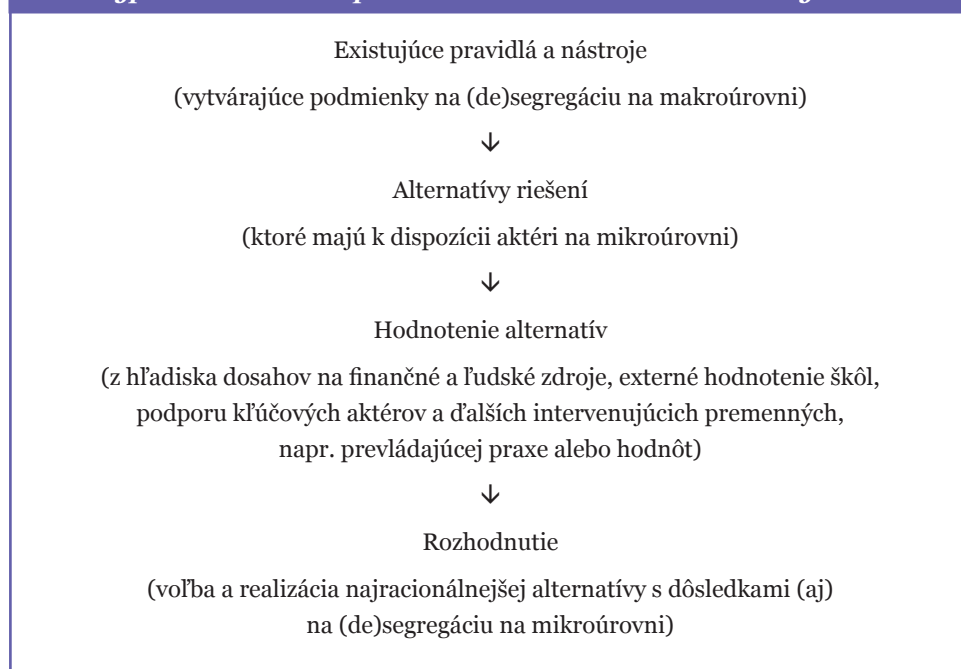 Existujúce pravidlá a nástroje
(vytvárajúce podmienky na (de)segregáciu na makroúrovni)
↓
Alternatívy riešení
(ktoré majú k dispozícii aktéri na mikroúrovni)
↓
Hodnotenie alternatív
(z hľadiska dosahov na finančné a ľudské zdroje, externé hodnotenie škôl,
podporu kľúčových aktérov a ďalších intervenujúcich premenných,
napr. prevládajúcej praxe alebo hodnôt)
↓
Rozhodnutie
(voľba a realizácia najracionálnejšej alternatívy s dôsledkami (aj)
na (de)segregáciu na mikroúrovni)